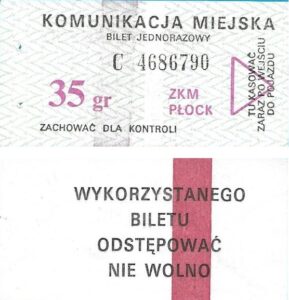 KOMUNIKACJA MIEJSKA
BILET JEDNORAZOWY
C 4686790
35 gr
ZKM
PŁOCK
ZACHOWAĆ DLA KONTROLI
TU KASOWAĆ
ZARAZ PO WEJŚCIU
DO POJAZDU
WYKORZYSTANEGO
BILETU
ODSTĘPOWAĆ
NIE WOLNO